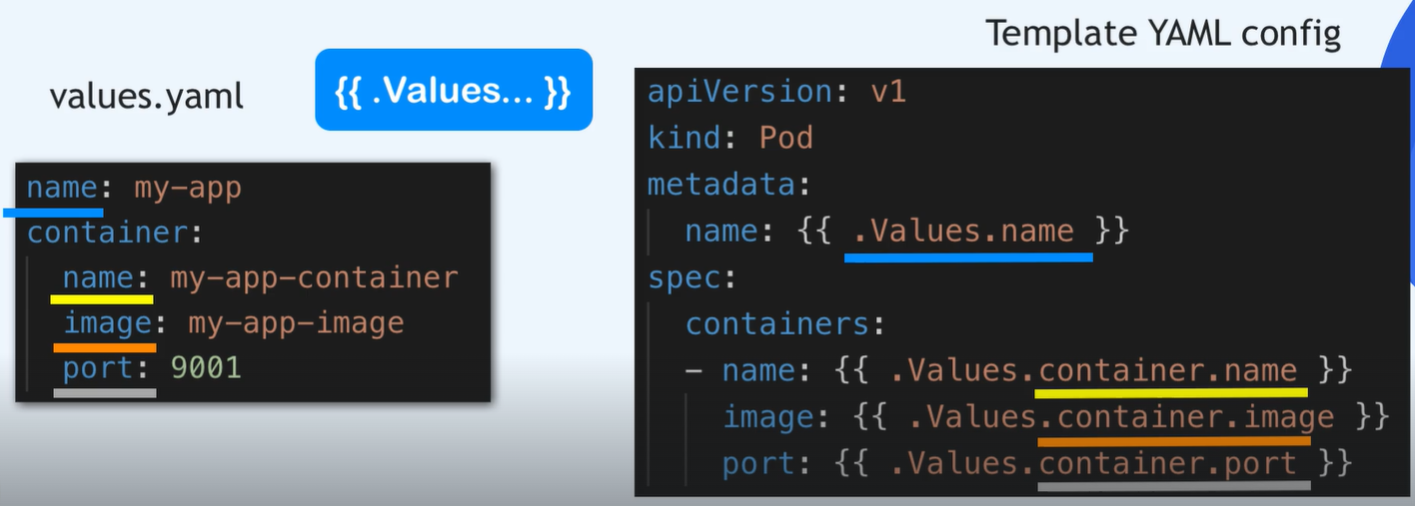 values.yaml
{{ .Values... }}
name: my-app
container:
name: my-app-container
image: my-app-image
port: 9001
Template YAML config
apiVersion: v1
kind: Pod
metadata:
name: {{ .Values.name }}
spec:
containers:
- name: {{ .Values.container.name }}
image: {{ .Values.container.image }}
port: {{ .Values.container.port }}